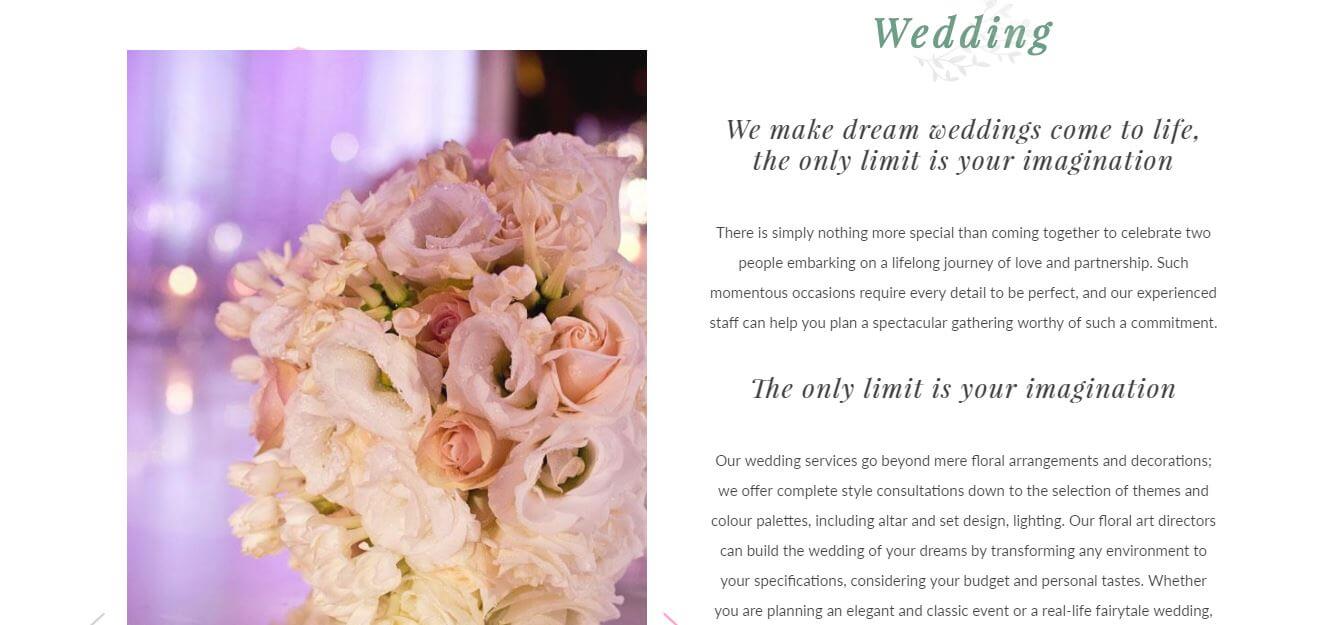 Wedding
We make dream weddings come to life,
the only limit is your imagination
There is simply nothing more special than coming together to celebrate two
people embarking on a lifelong journey of love and partnership. Such
momentous occasions require every detail to be perfect, and our experienced
staff can help you plan a spectacular gathering worthy of such a commitment.
The only limit is your imagination
Our wedding services go beyond mere floral arrangements and decorations;
we offer complete style consultations down to the selection of themes and
colour palettes, including altar and set design, lighting. Our floral art directors
can build the wedding of your dreams by transforming any environment to
your specifications, considering your budget and personal tastes. Whether
you are planning an elegant and classic event or a real-life fairytale wedding,